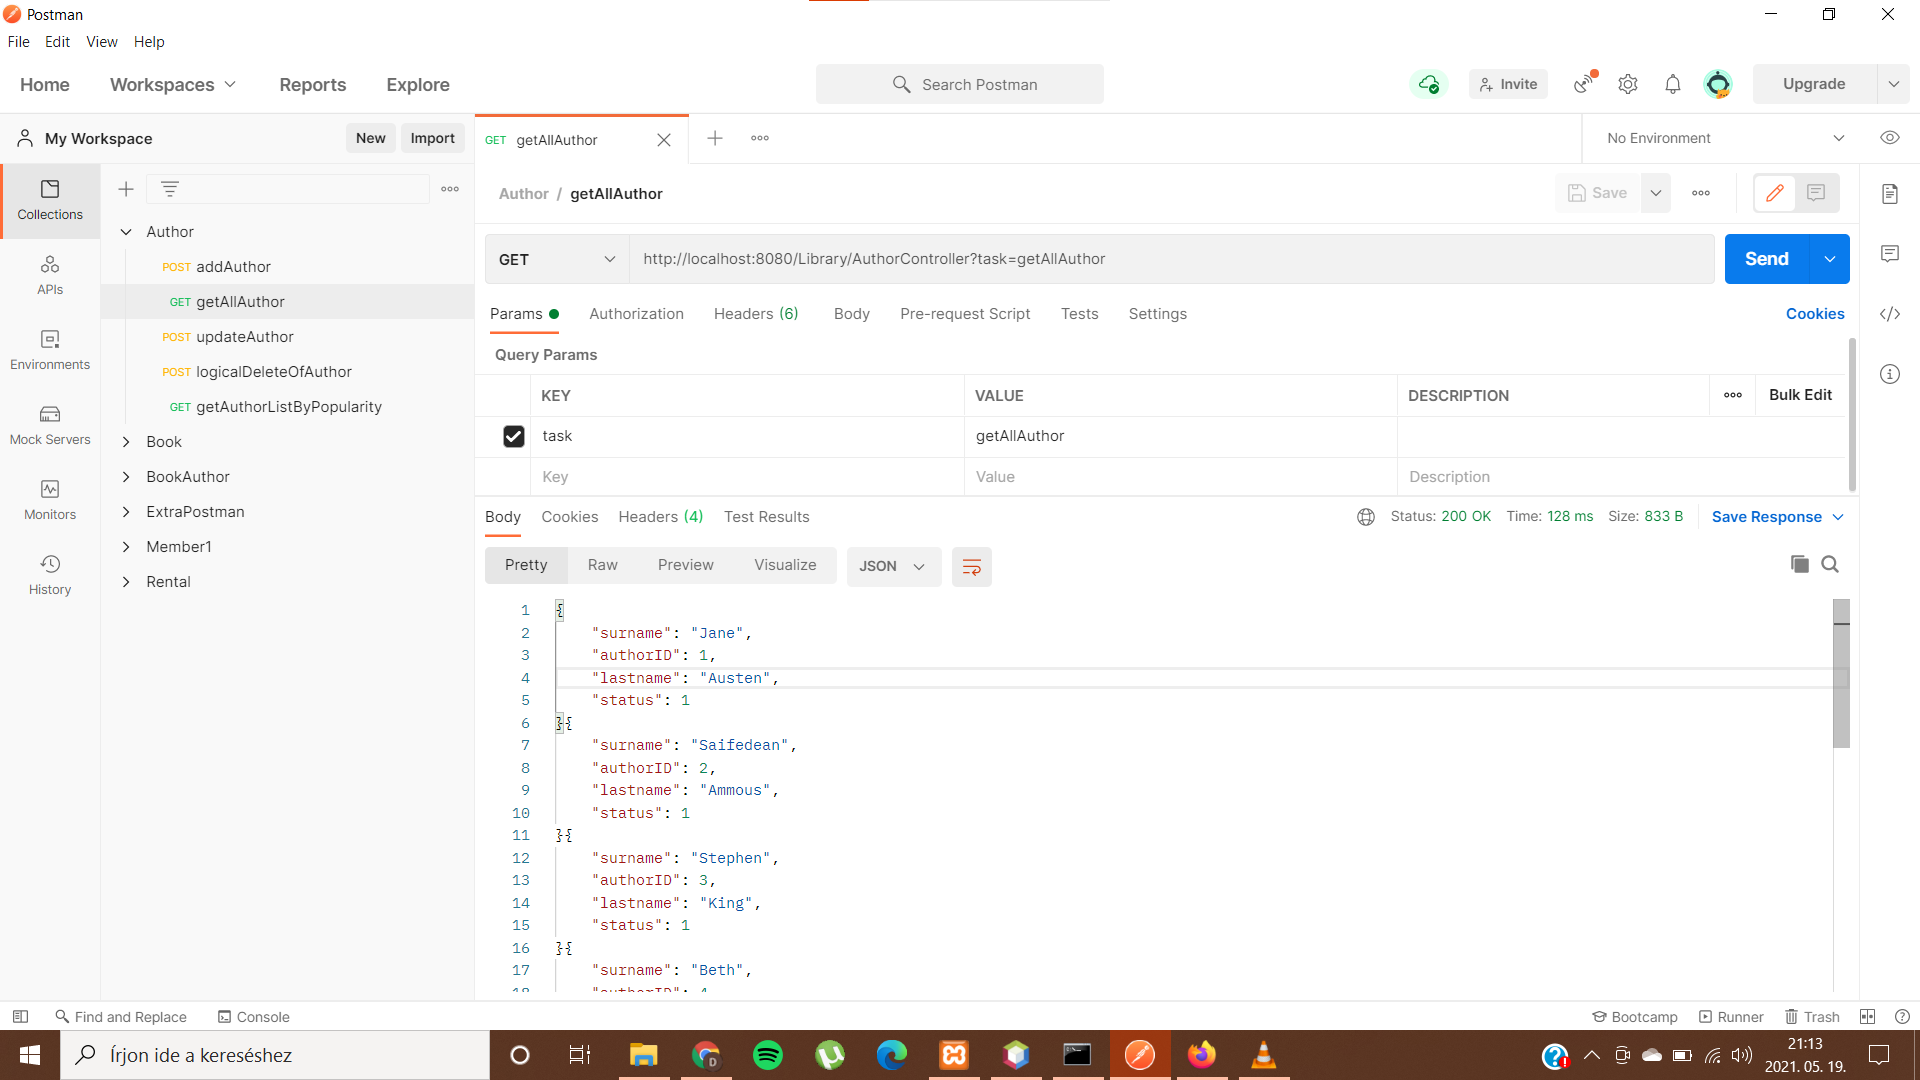 Postman
File Edit View Help
Home Workspaces Reports Explore Search Postman Invite Upgrade
My Workspace New Import GET getAllAuthor No Environment
Author / getAllAuthor Save
Collections
APIs
Environments
Mock Servers
Monitors
History
Author
POST addAuthor
GET getAllAuthor
POST updateAuthor
POST logicalDeleteOfAuthor
GET getAuthorListByPopularity
Book
BookAuthor
ExtraPostman
Member1
Rental
GET http://localhost:8080/Library/AuthorController?task=getAllAuthor Send
Params Authorization Headers (6) Body Pre-request Script Tests Settings Cookies
Query Params
KEY VALUE DESCRIPTION Bulk Edit
task getAllAuthor
Key Value Description
Body Cookies Headers (4) Test Results Status: 200 OK Time: 128 ms Size: 833 B Save Response
Pretty Raw Preview Visualize JSON
1 {
2 "surname": "Jane",
3 "authorID": 1,
4 "lastname": "Austen",
5 "status": 1
6 }{
7 "surname": "Saifedean",
8 "authorID": 2,
9 "lastname": "Ammous",
10 "status": 1
11 }{
12 "surname": "Stephen",
13 "authorID": 3,
14 "lastname": "King",
15 "status": 1
16 }{
17 "surname": "Beth",
18 "authorID": 4
Find and Replace Console Bootcamp Runner Trash
Írjon ide a kereséshez
D
21:13
2021. 05. 19.